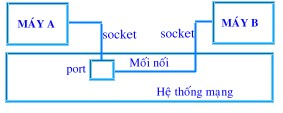 MÁY A
MÁY B
socket
socket
port
Mối nối
Hệ thống mạng